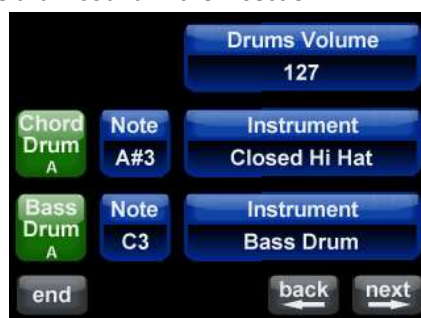 Drums Volume
127
Chord Note Instrument
Drum A#3 Closed Hi Hat
A
Bass Note Instrument
Drum C3 Bass Drum
A
end back next